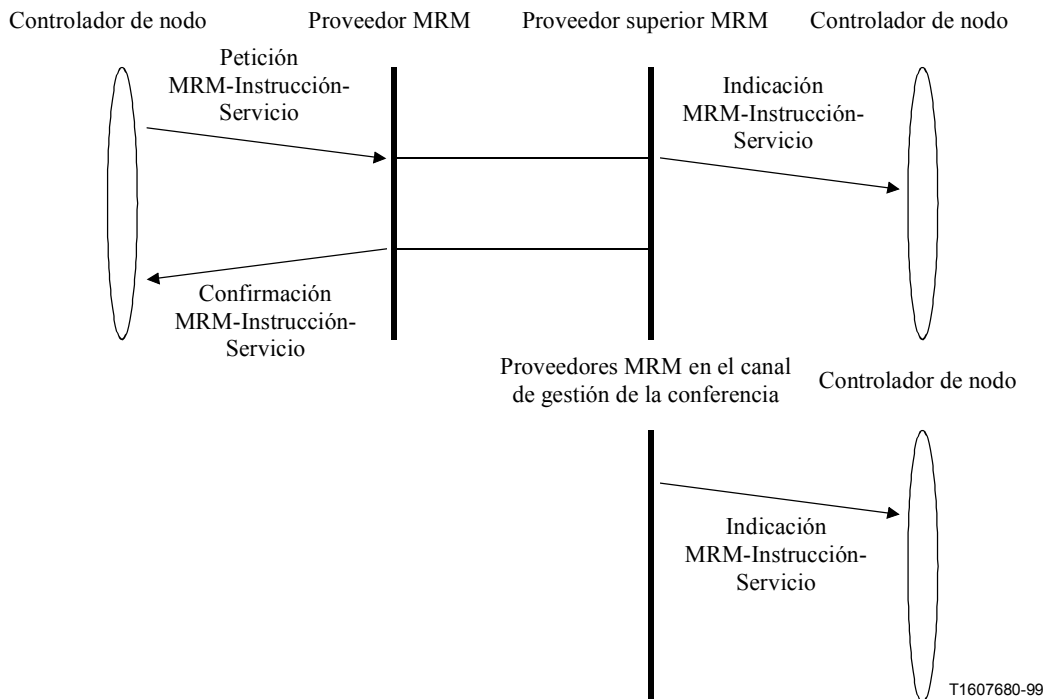 Controlador de nodo
Proveedor MRM
Proveedor superior MRM
Controlador de nodo
Petición
MRM-Instrucción-
Servicio
Indicación
MRM-Instrucción-
Servicio
Confirmación
MRM-Instrucción-
Servicio
Proveedores MRM en el canal
de gestión de la conferencia
Controlador de nodo
Indicación
MRM-Instrucción-
Servicio
T1607680-99